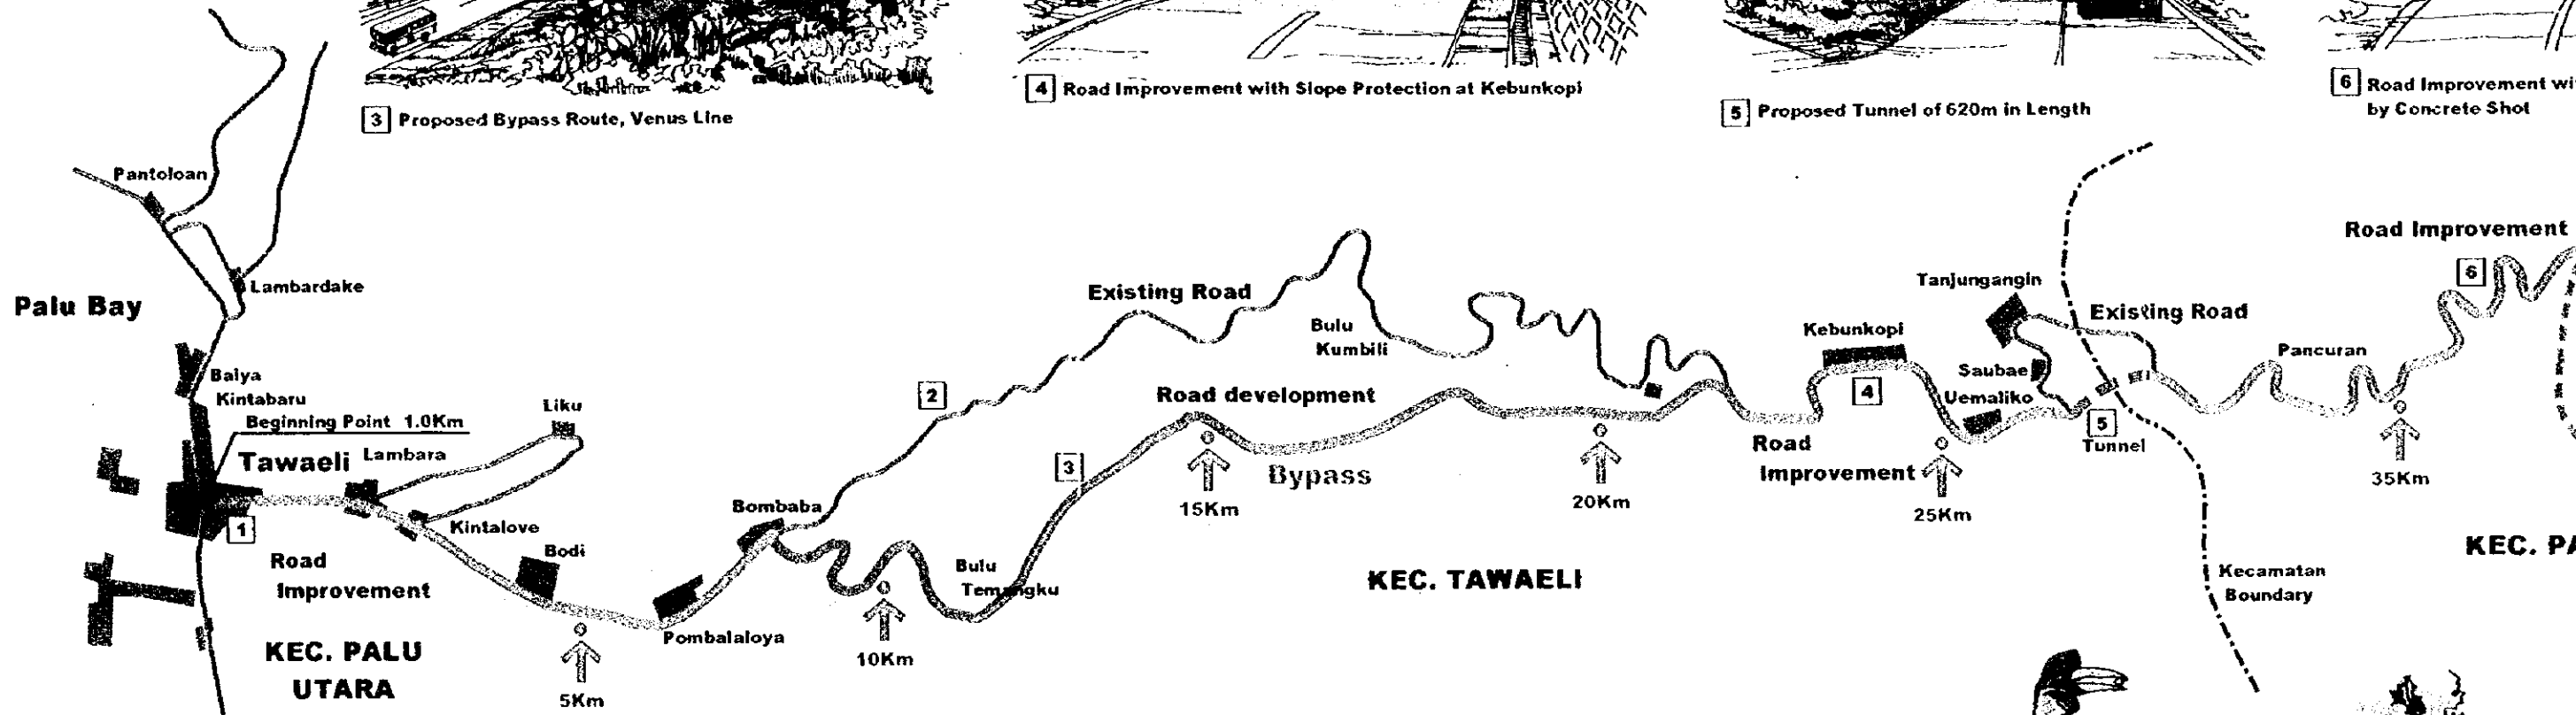 3 Proposed Bypass Route, Venus Line
4 Road Improvement with Slope Protection at Kebunkopi
5 Proposed Tunnel of 620m in Length
6 Road Improvement
by Concrete Shot
Pantoloan
Lambardake
Palu Bay
Baiya
Kintabaru
Beginning Point 1.0Km
Tawaeli
Lambara
Liku
1
Kintalove
Road
Improvement
Bodi
KEC. PALU
UTARA
5Km
Pombalaloya
Bombaba
10Km
2
Existing Road
Bulu
Kumbili
3
Road development
Bypass
15Km
Bulu
20Km
KEC. TAWAELI
Road
Improvement
Kebunkopi
4
25Km
Tanjungangin
Saubae
Uemaliko
Existing Road
5
Tunnel
Pancuran
Road Improvement
6
35Km
KEC.
Kecamatan
Boundary